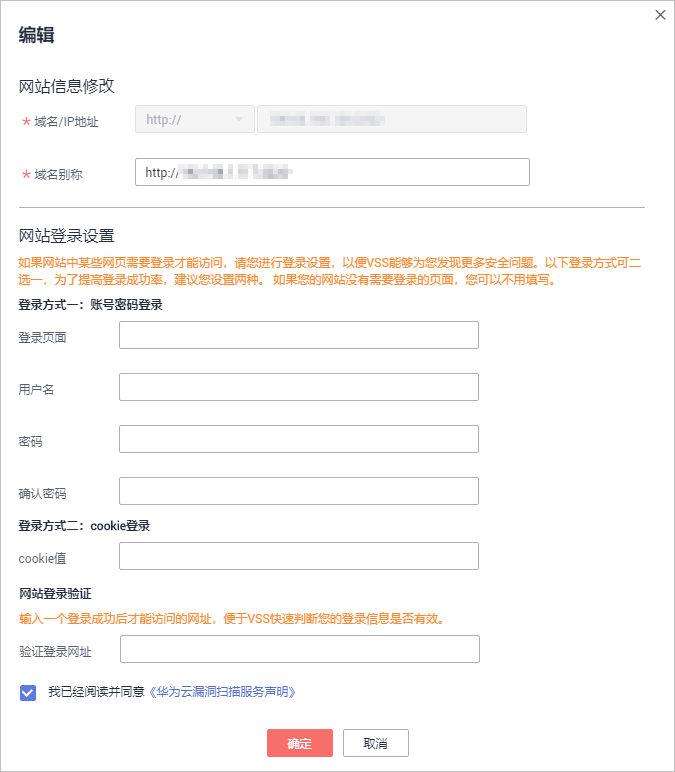 编辑
网站信息修改
* 域名/IP地址 http://
* 域名别称 http://
网站登录设置
如果网站中某些网页需要登录才能访问，请您进行登录设置，以便VSS能够为您发现更多安全问题。以下登录方式可二
选一，为了提高登录成功率，建议您设置两种。 如果您的网站没有需要登录的页面，您可以不用填写。
登录方式一：账号密码登录
登录页面
用户名
密码
确认密码
登录方式二：cookie登录
cookie值
网站登录验证
输入一个登录成功后才能访问的网址，便于VSS快速判断您的登录信息是否有效。
验证登录网址
我已经阅读并同意《华为云漏洞扫描服务声明》
确定 取消